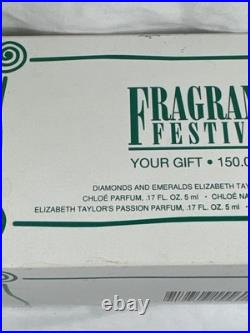 FRAGRAN
FESTIV
YOUR GIFT • 150.0
DIAMONDS AND EMERALDS ELIZABETH TAY
CHLOÉ PARFUM, .17 FL. OZ. 5 ml • CHLOÉ NA
ELIZABETH TAYLOR'S PASSION PARFUM, .17 FL. OZ. 5 ml •